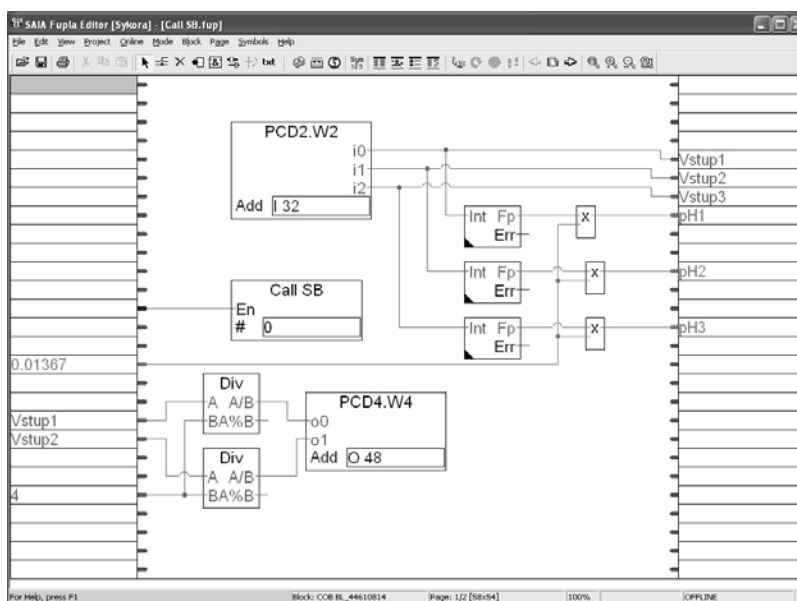 SAIA Fupla Editor [Sykora] - [Call SB.fup]
File Edit View Project Online Mode Block Page Symbols Help
txt
PCD2.W2
i0
i1
i2
Add I 32
Vstup1
Vstup2
Vstup3
Int Fp
Err
x
pH1
Int Fp
Err
x
pH2
Call SB
En
# 0
Int Fp
Err
x
pH3
0.01367
Div
A A/B
BA%B
PCD4.W4
o0
o1
Add O 48
Vstup1
Vstup2
Div
A A/B
BA%B
4
For Help, press F1 Block: COB BL_44610814 Page: 1/2 [58x54] 100% OFFLINE